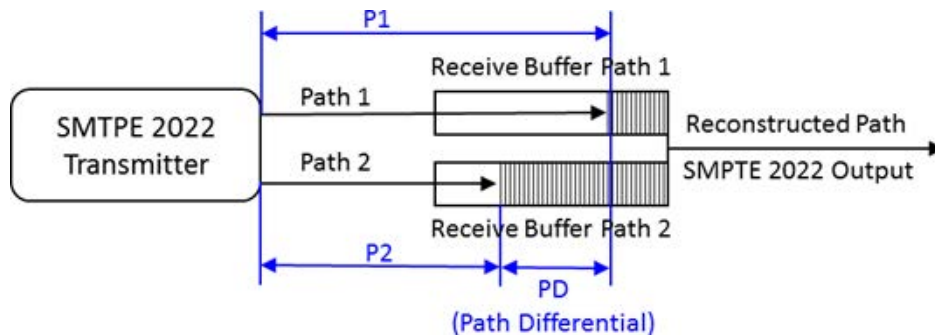 P1
Receive Buffer Path 1
Path 1
SMTPE 2022
Transmitter
Reconstructed Path
SMPTE 2022 Output
Path 2
Receive Buffer Path 2
P2
PD
(Path Differential)